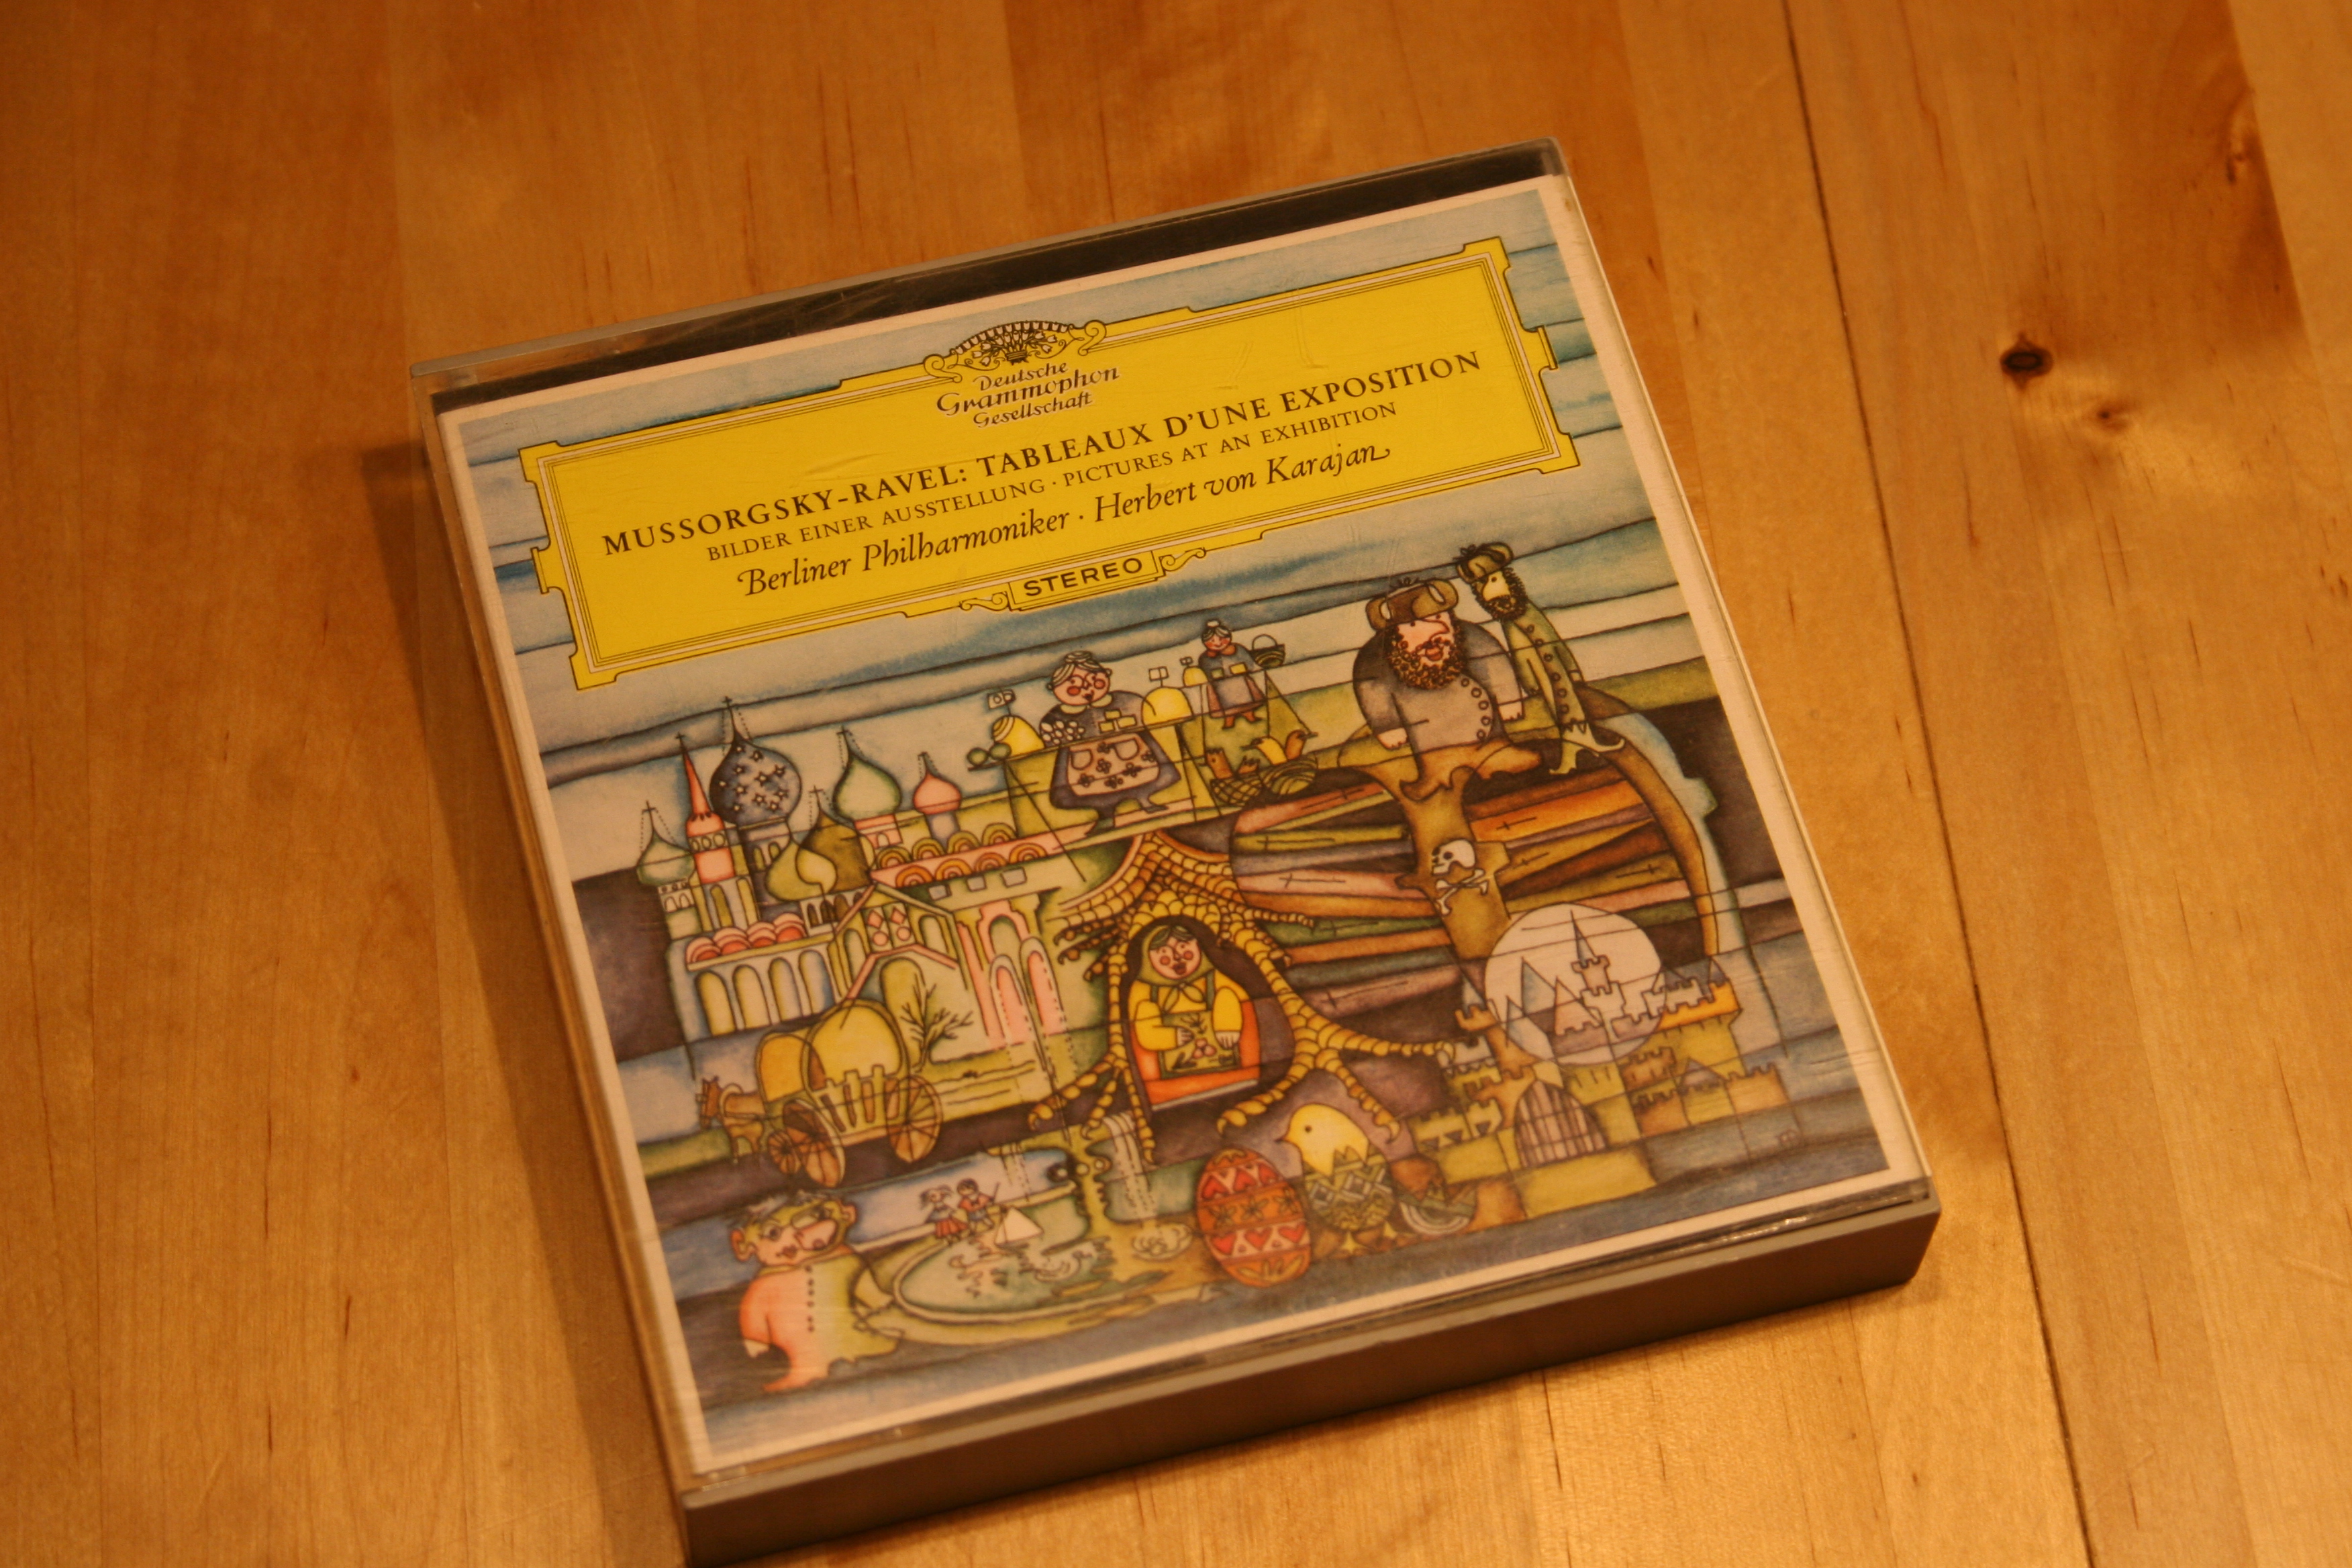 Deutsche
Grammophon
Gesellschaft
MUSSORGSKY-RAVEL: TABLEAUX D'UNE EXPOSITION
BILDER EINER AUSSTELLUNG · PICTURES AT AN EXHIBITION
Berliner Philharmoniker · Herbert von Karajan
STEREO